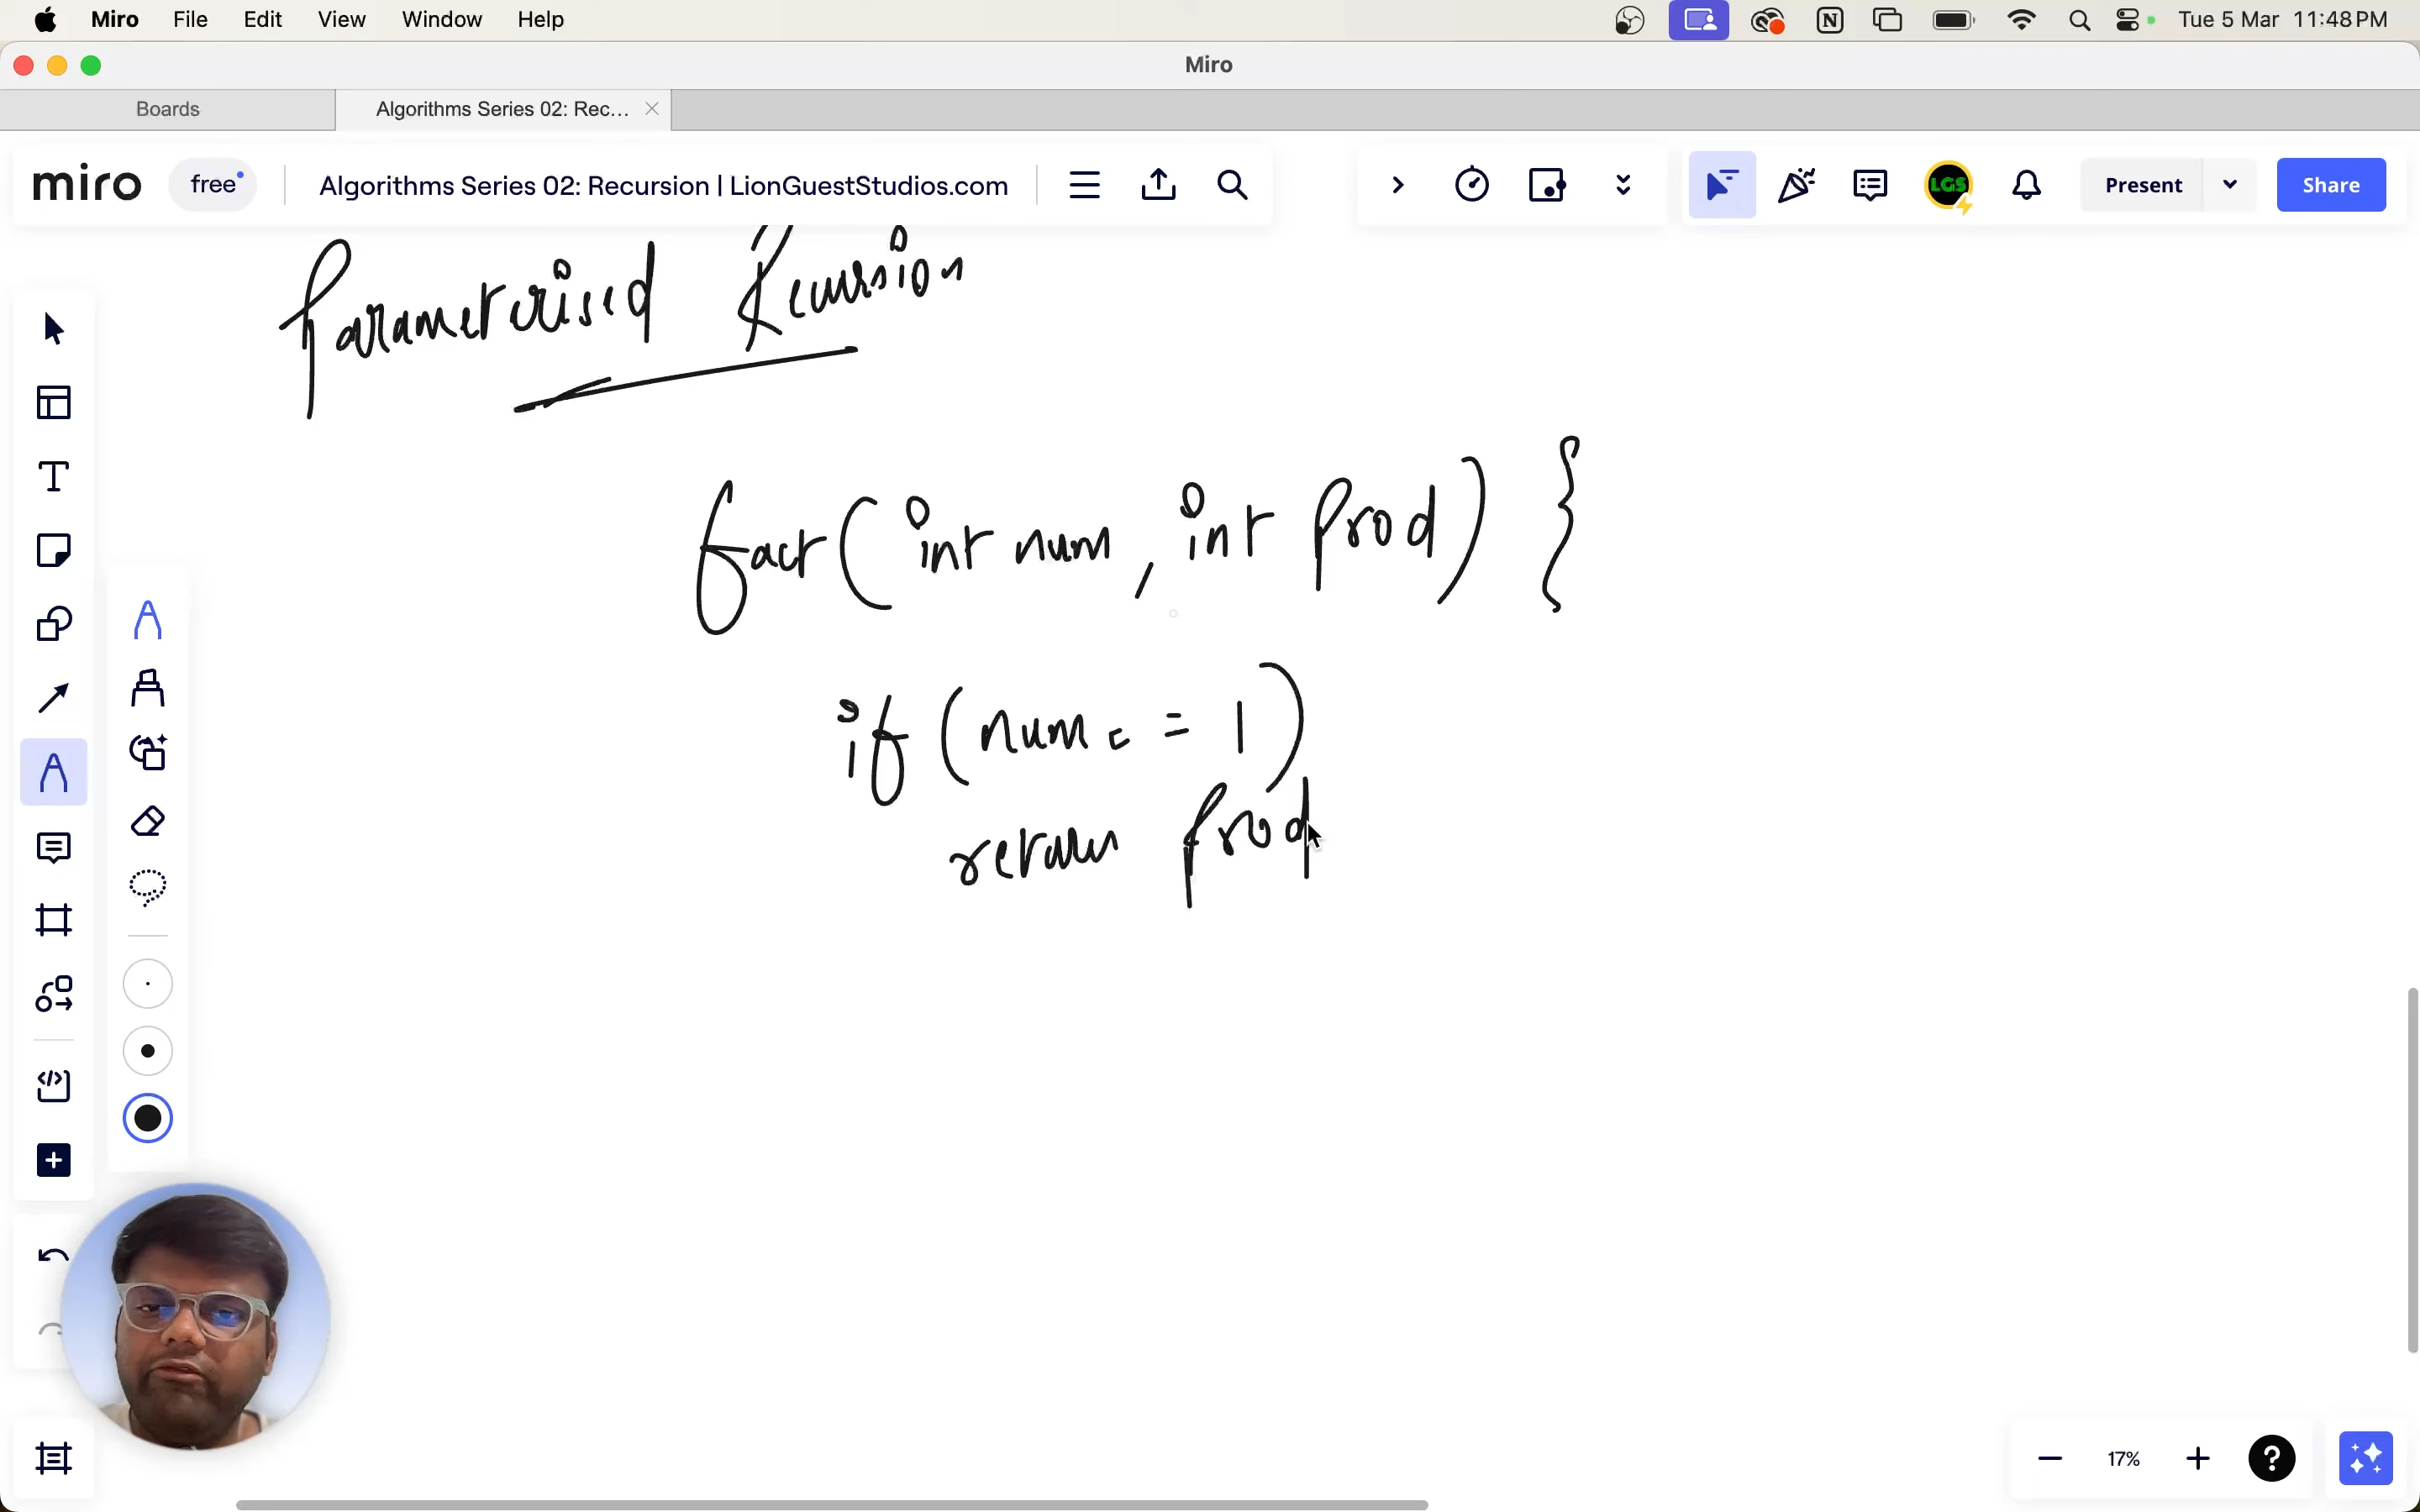 Miro File Edit View Window Help Tue 5 Mar 11:48 PM
Miro
Boards Algorithms Series 02: Rec...
miro free Algorithms Series 02: Recursion | LionGuestStudios.com LGS Present Share
Parameterised Recursion
fact(int num, int prod) {
if (num == 1)
return prod
17%